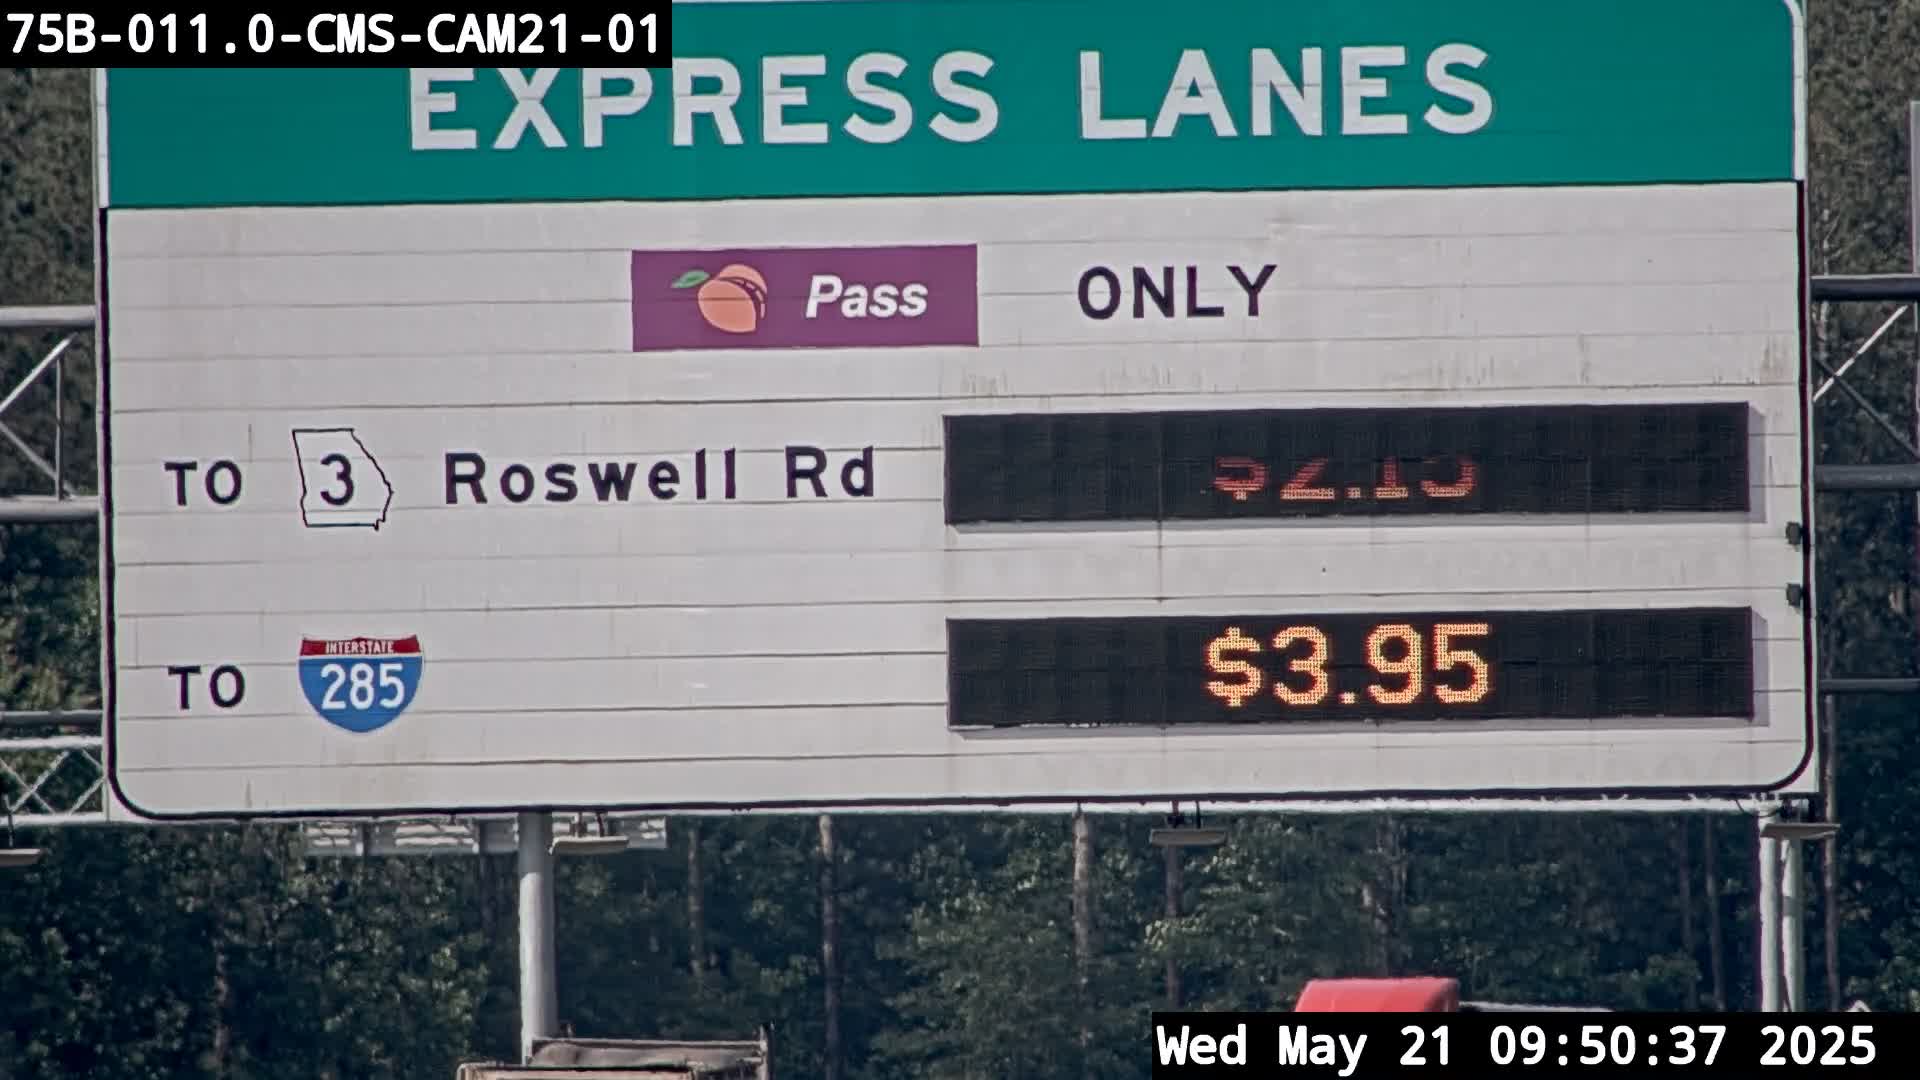 75B-011.0-CMS-CAM21-01
EXPRESS LANES
Pass ONLY
TO 3 Roswell Rd
TO INTERSTATE 285 $3.95
Wed May 21 09:50:37 2025